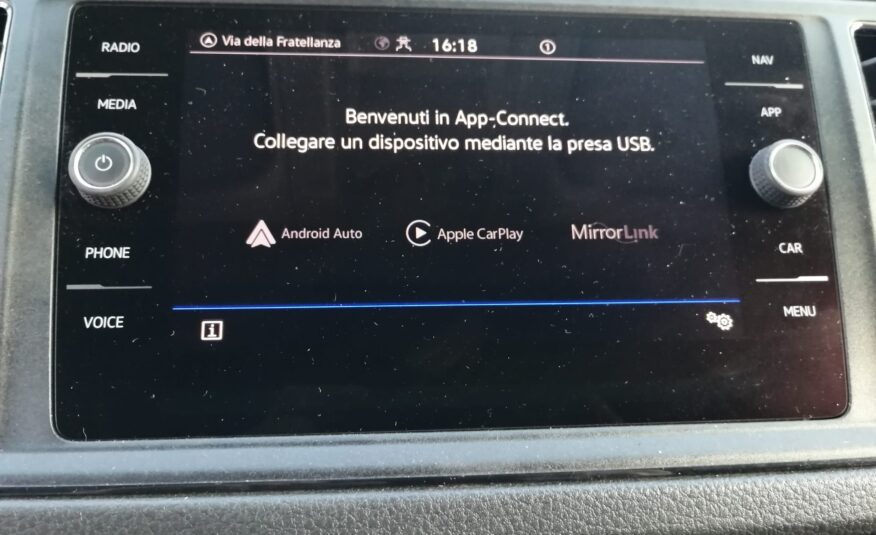 RADIO
MEDIA
PHONE
VOICE
Via della Fratellanza
16:18
1
Benvenuti in App-Connect.
Collegare un dispositivo mediante la presa USB.
Android Auto
Apple CarPlay
MirrorLink
i
NAV
APP
CAR
MENU